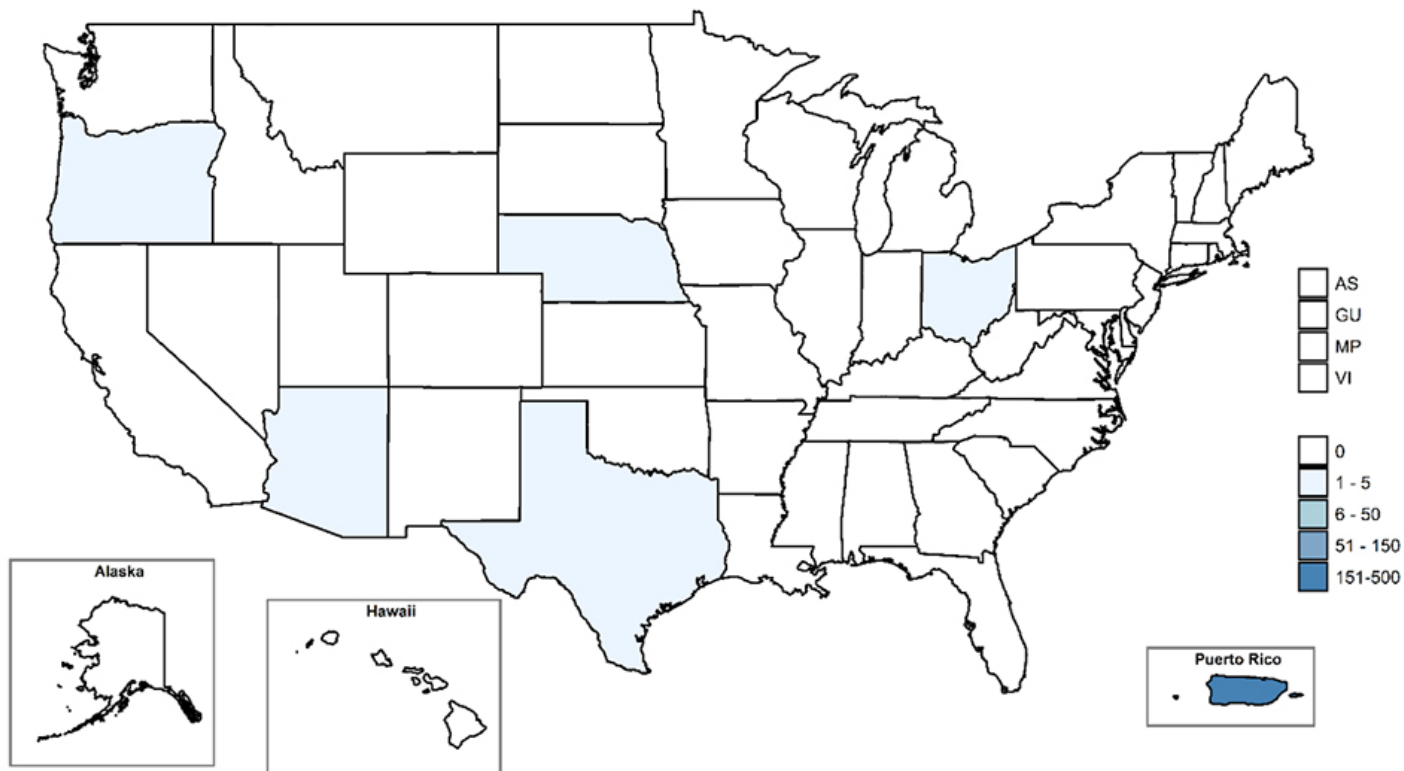 AS
GU
MP
VI
0
1 - 5
6 - 50
51 - 150
151-500
Alaska
Hawaii
Puerto Rico